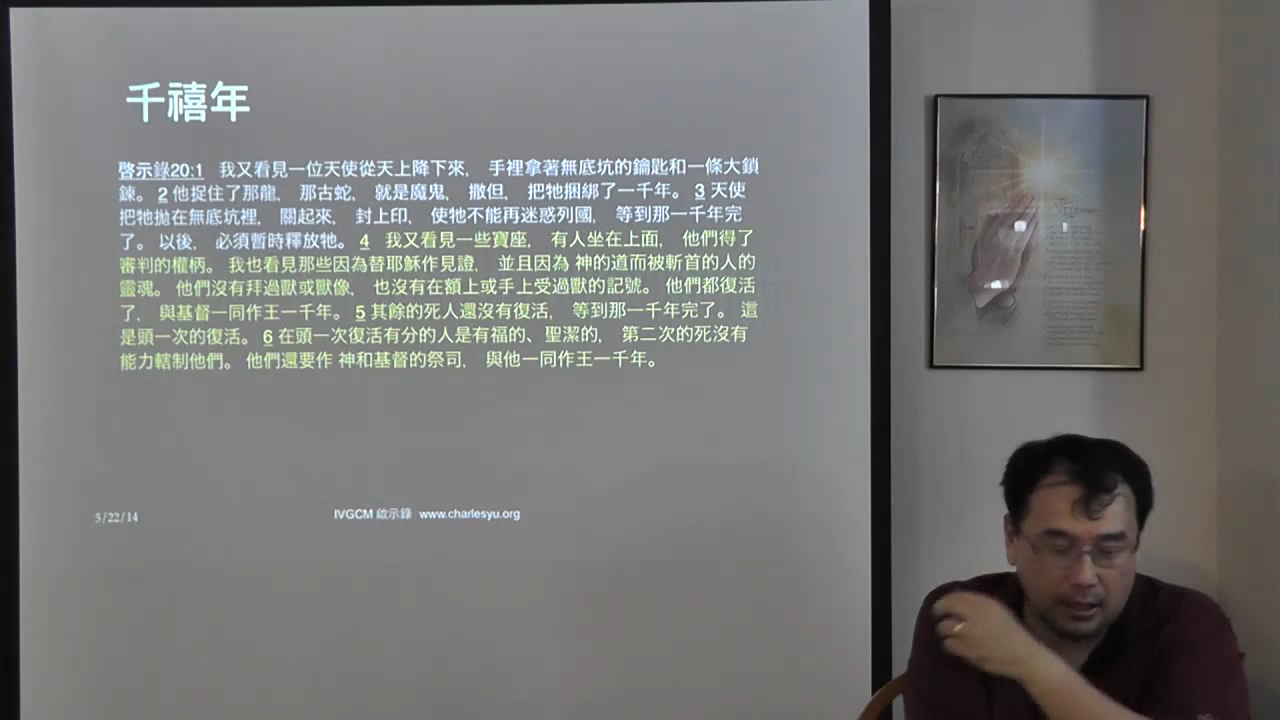 千禧年
啓示錄20:1 我又看見一位天使從天上降下來， 手裡拿著無底坑的鑰匙和一條大鎖
鍊。 2 他捉住了那龍， 那古蛇， 就是魔鬼， 撒但， 把牠捆綁了一千年。 3 天使
把牠拋在無底坑裡， 關起來， 封上印， 使牠不能再迷惑列國， 等到那一千年完
了。 以後， 必須暫時釋放牠。 4 我又看見一些寶座， 有人坐在上面， 他們得了
審判的權柄。 我也看見那些因為替耶穌作見證， 並且因為 神的道而被斬首的人的
靈魂。 他們沒有拜過獸或獸像， 也沒有在額上或手上受過獸的記號。 他們都復活
了， 與基督一同作王一千年。 5 其餘的死人還沒有復活， 等到那一千年完了。 這
是頭一次的復活。 6 在頭一次復活有分的人是有福的、聖潔的， 第二次的死沒有
能力轄制他們。 他們還要作 神和基督的祭司， 與他一同作王一千年。
5/22/14
IVGCM 啟示錄 www.charlesyu.org